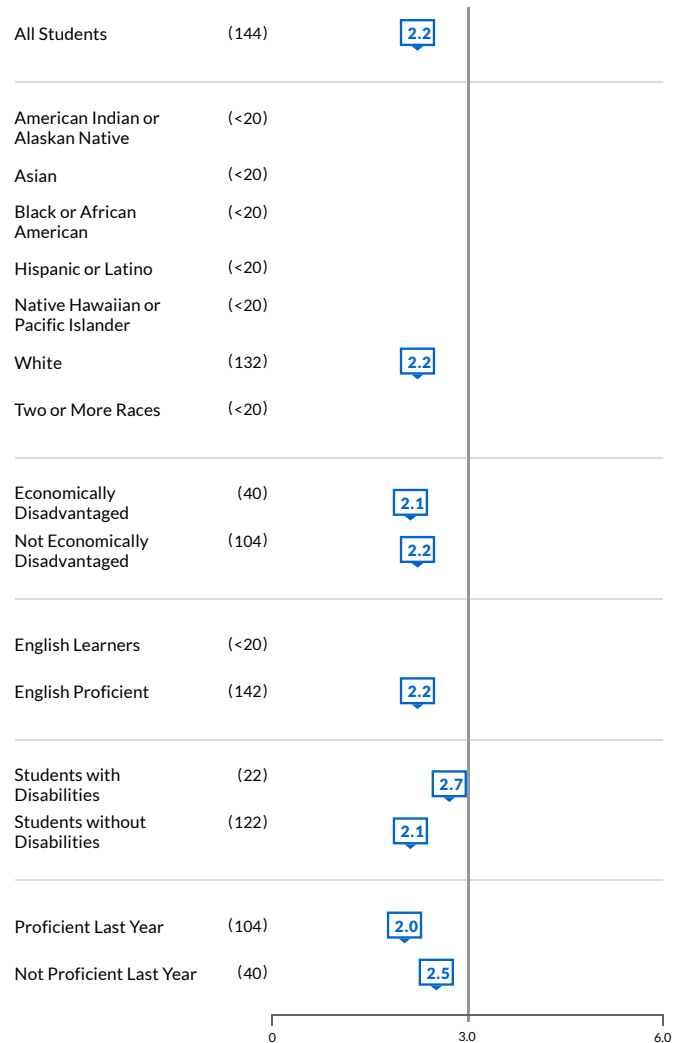 All Students (144) 2.2
American Indian or (<20)
Alaskan Native
Asian (<20)
Black or African (<20)
American
Hispanic or Latino (<20)
Native Hawaiian or (<20)
Pacific Islander
White (132) 2.2
Two or More Races (<20)
Economically (40) 2.1
Disadvantaged
Not Economically (104) 2.2
Disadvantaged
English Learners (<20)
English Proficient (142) 2.2
Students with (22) 2.7
Disabilities
Students without (122) 2.1
Disabilities
Proficient Last Year (104) 2.0
Not Proficient Last Year (40) 2.5
0 3.0 6.0